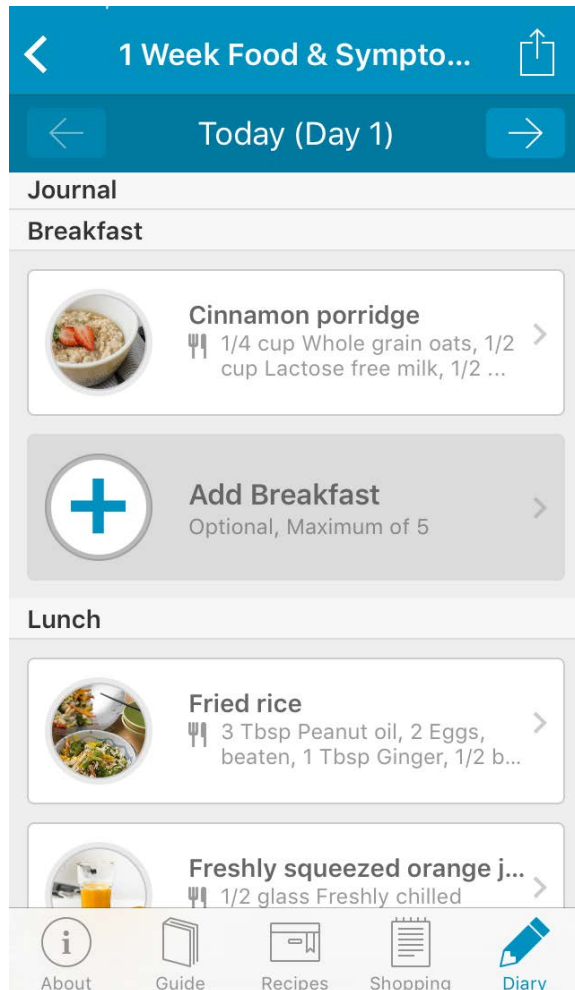 1 Week Food & Sympto...
Today (Day 1)
Journal
Breakfast
Cinnamon porridge
1/4 cup Whole grain oats, 1/2
cup Lactose free milk, 1/2 ...
Add Breakfast
Optional, Maximum of 5
Lunch
Fried rice
3 Tbsp Peanut oil, 2 Eggs,
beaten, 1 Tbsp Ginger, 1/2 b...
Freshly squeezed orange j...
1/2 glass Freshly chilled
About Guide Recipes Shopping Diary